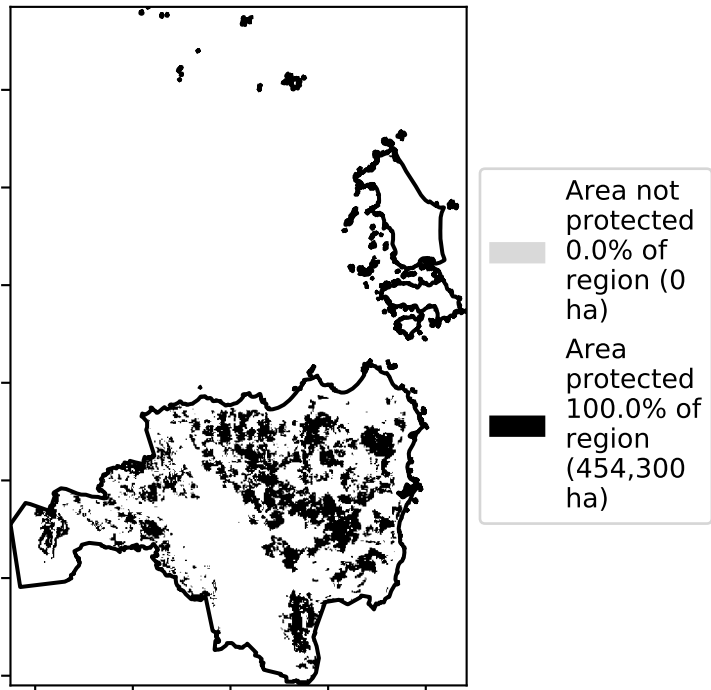 Area not
protected
0.0% of
region (0
ha)
Area
protected
100.0% of
region
(454,300
ha)